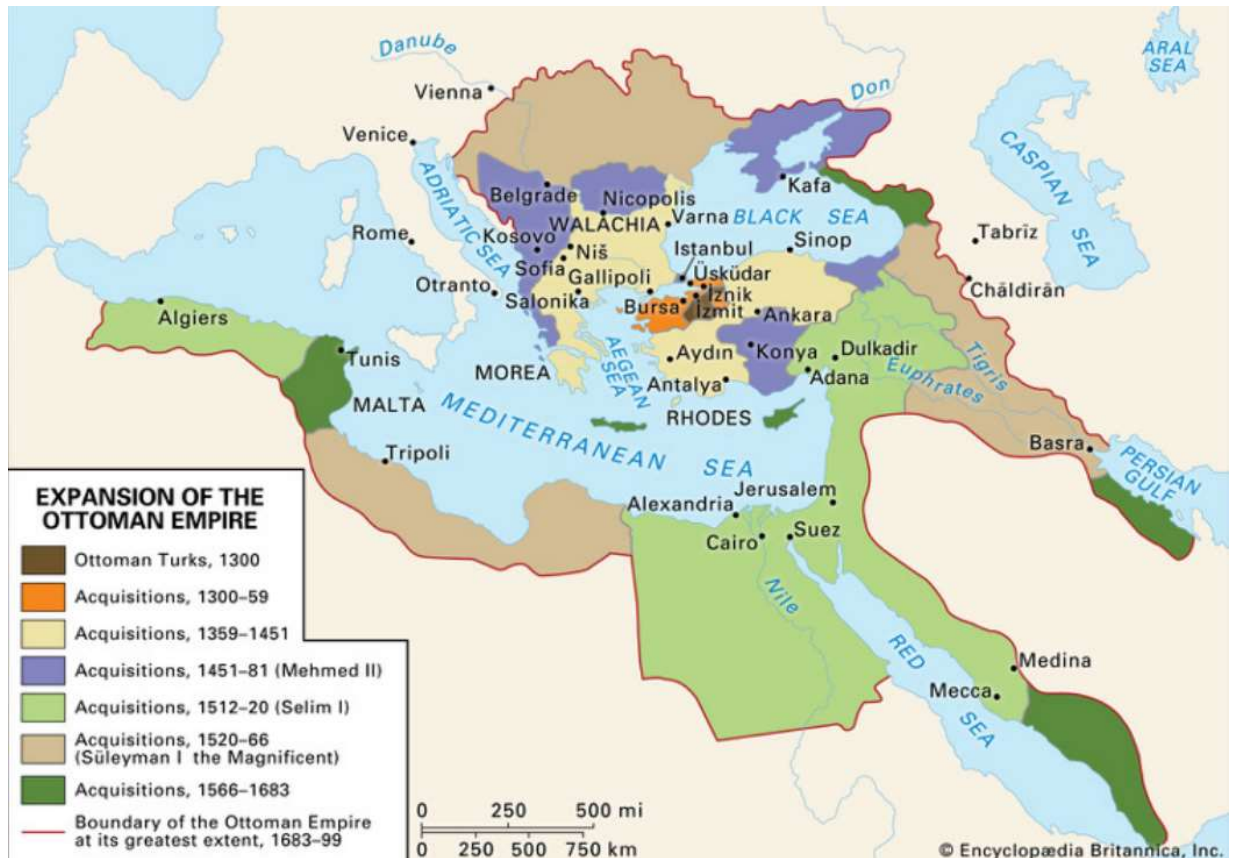 Danube
Vienna
Venice
ADRIATIC SEA
Rome
Otranto
Belgrade
Nicopolis
WALACHIA
Varna
Kosovo
Niš
Sofia
Gallipoli
Salonika
Istanbul
Üsküdar
Iznik
İzmit
Bursa
Ankara
BLACK SEA
Kafa
Don
Sinop
ARAL
SEA
CASPIAN
SEA
Tabrīz
Chāldirān
Algiers
Tunis
MALTA
MOREA
AEGEAN
SEA
Aydın
Konya
Antalya
Dulkadir
Adana
Euphrates
Tigris
RHODES
MEDITERRANEAN SEA
Tripoli
Basra
PERSIAN
GULF
Jerusalem
Alexandria
Cairo
Suez
Nile
RED
SEA
Medina
Mecca
EXPANSION OF THE
OTTOMAN EMPIRE
Ottoman Turks, 1300
Acquisitions, 1300–59
Acquisitions, 1359–1451
Acquisitions, 1451–81 (Mehmed II)
Acquisitions, 1512–20 (Selim I)
Acquisitions, 1520–66
(Süleyman I the Magnificent)
Acquisitions, 1566–1683
Boundary of the Ottoman Empire
at its greatest extent, 1683–99
0 250 500 mi
0 250 500 750 km
© Encyclopædia Britannica, Inc.